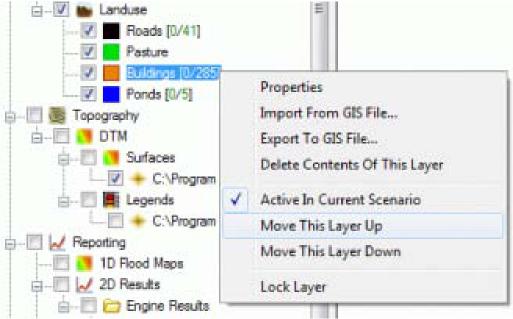 Landuse
Roads [0/41]
Pasture
Buildings [0/285]
Ponds [0/5]
Topography
DTM
Surfaces
C:\Program
Legends
C:\Program
Reporting
1D Flood Maps
2D Results
Engine Results
Properties
Import From GIS File...
Export To GIS File...
Delete Contents Of This Layer
Active In Current Scenario
Move This Layer Up
Move This Layer Down
Lock Layer